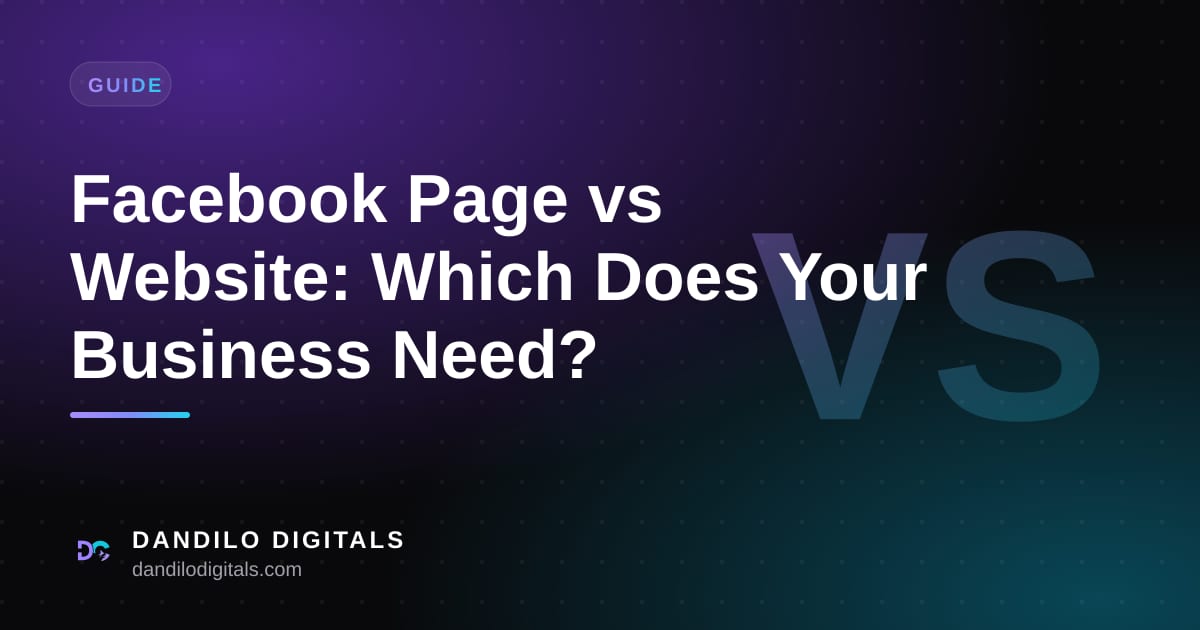 GUIDE
Facebook Page vs
Website: Which Does Your
Business Need?
VS
DANDILO DIGITALS
dandilodigitals.com